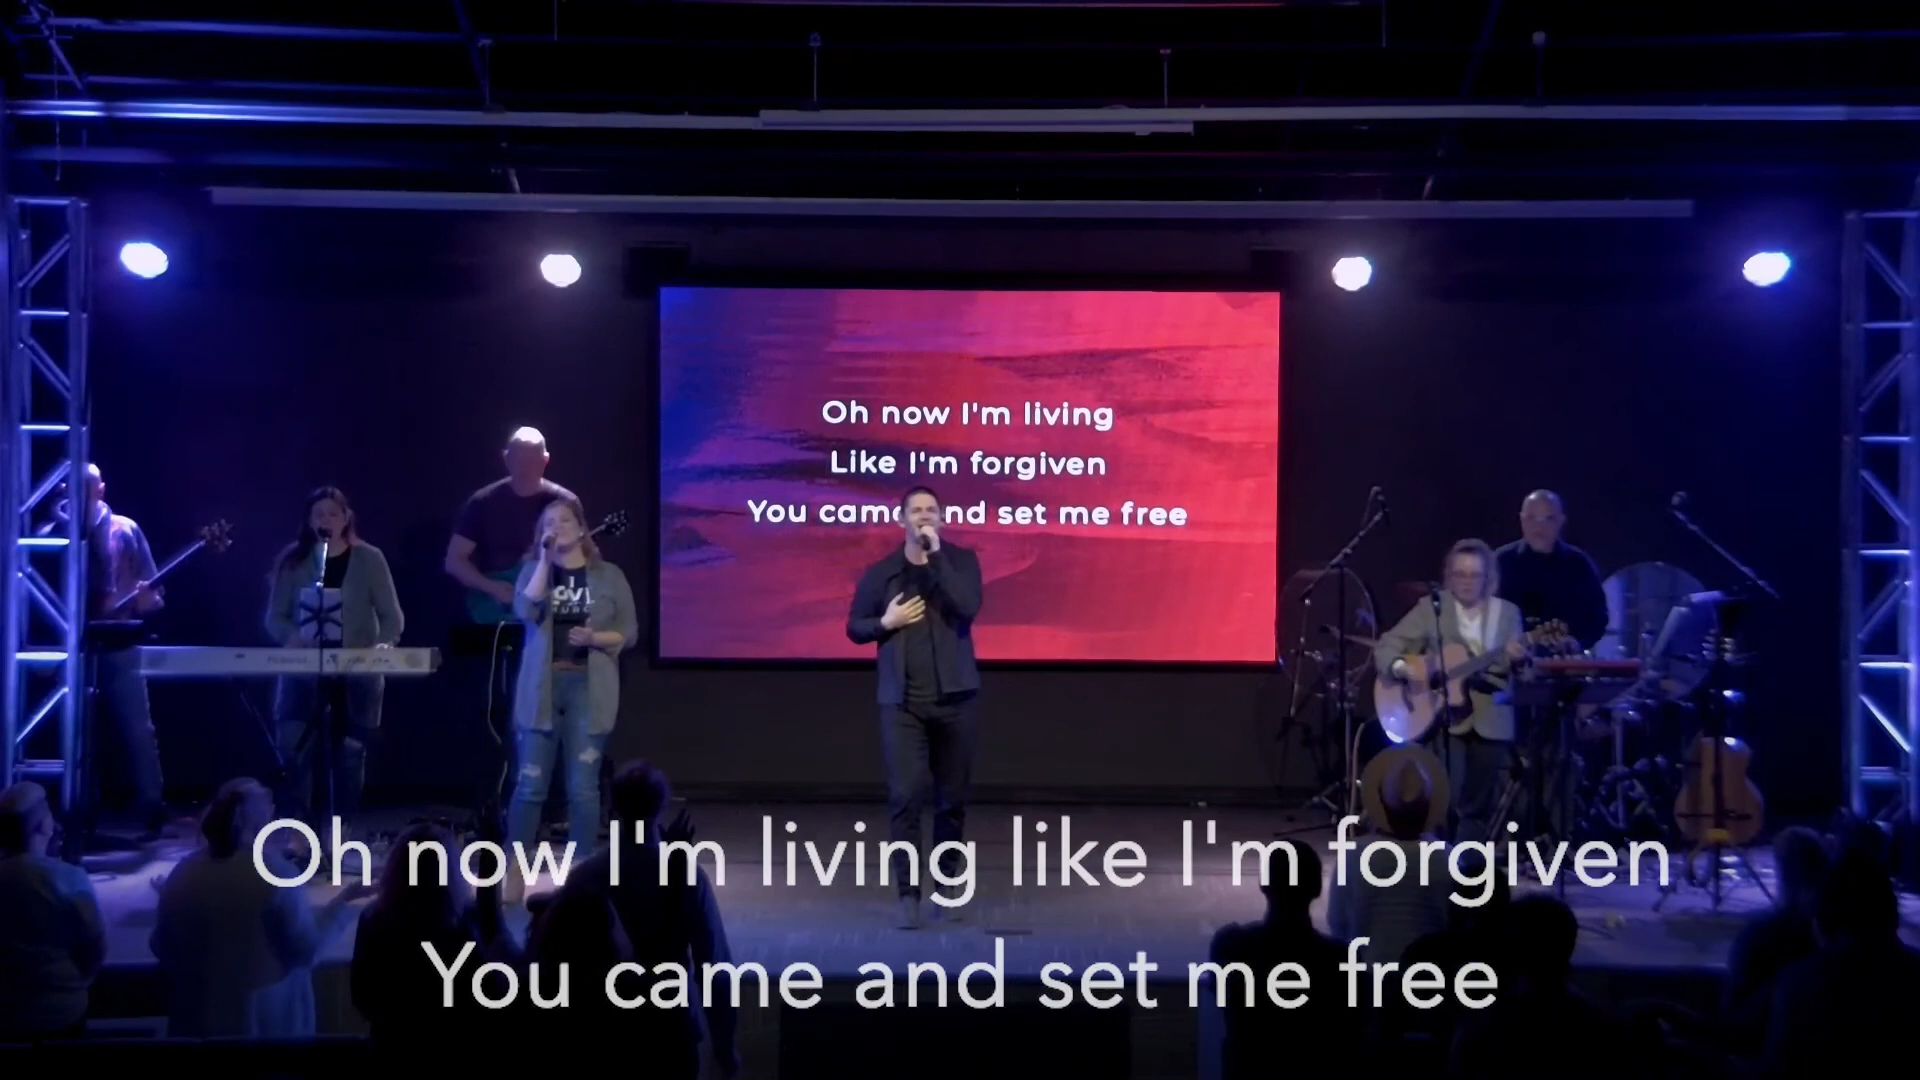 Oh now I'm living
Like I'm forgiven
You came and set me free
Oh now I'm living like I'm forgiven
You came and set me free